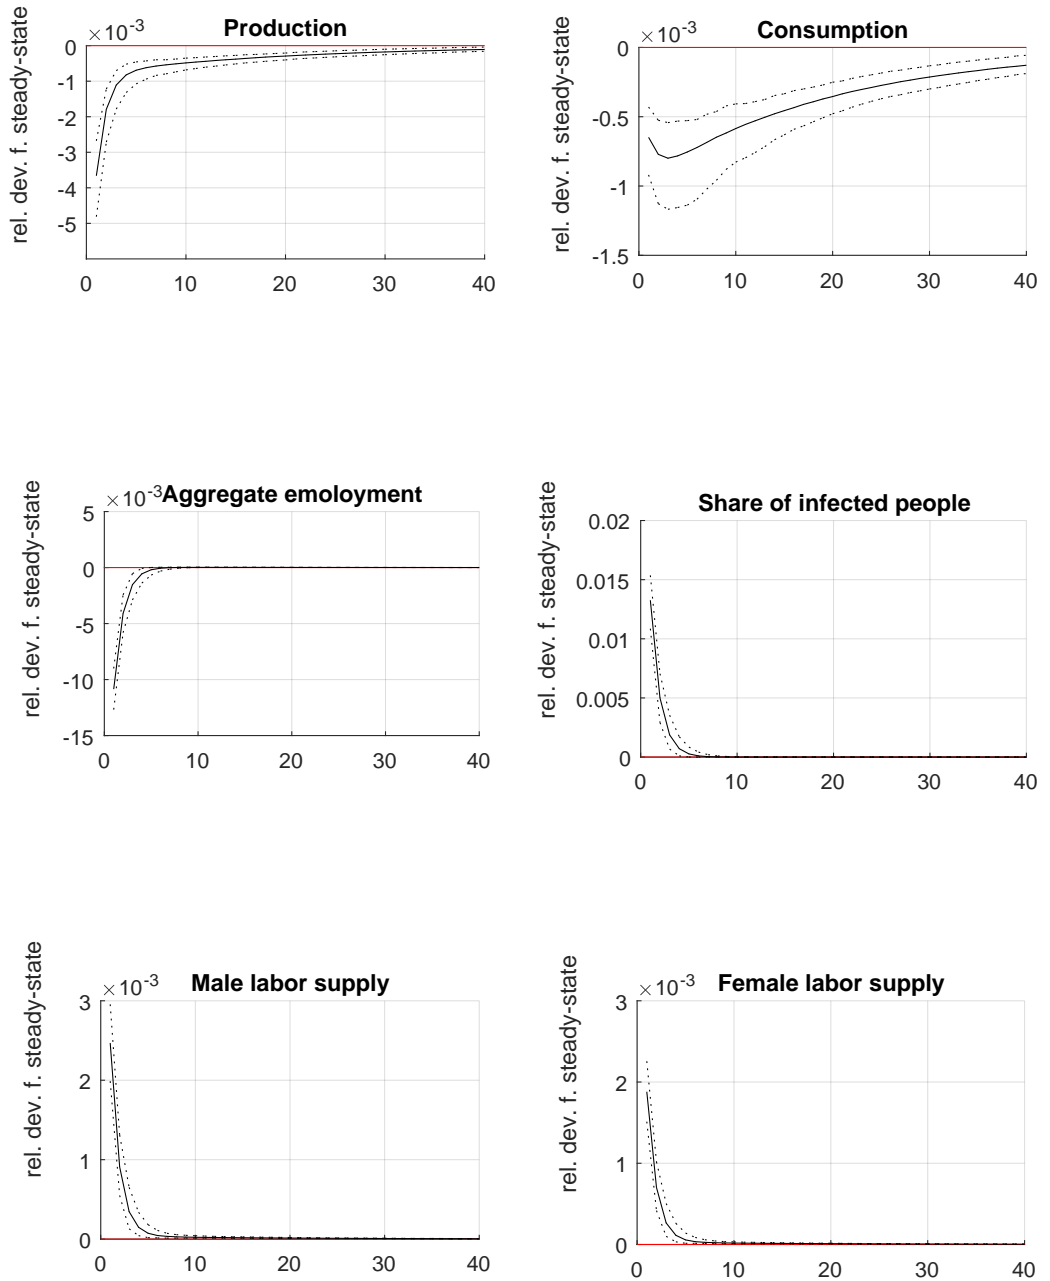 ×10-3
Production
rel. dev. f. steady-state
0
-1
-2
-3
-4
-5
0 10 20 30 40
×10-3
Consumption
rel. dev. f. steady-state
0
-0.5
-1
-1.5
0 10 20 30 40
×10-3
Aggregate emoloyment
rel. dev. f. steady-state
5
0
-5
-10
-15
0 10 20 30 40
Share of infected people
rel. dev. f. steady-state
0.02
0.015
0.01
0.005
0
0 10 20 30 40
×10-3
Male labor supply
rel. dev. f. steady-state
3
2
1
0
0 10 20 30 40
×10-3
Female labor supply
rel. dev. f. steady-state
3
2
1
0
0 10 20 30 40